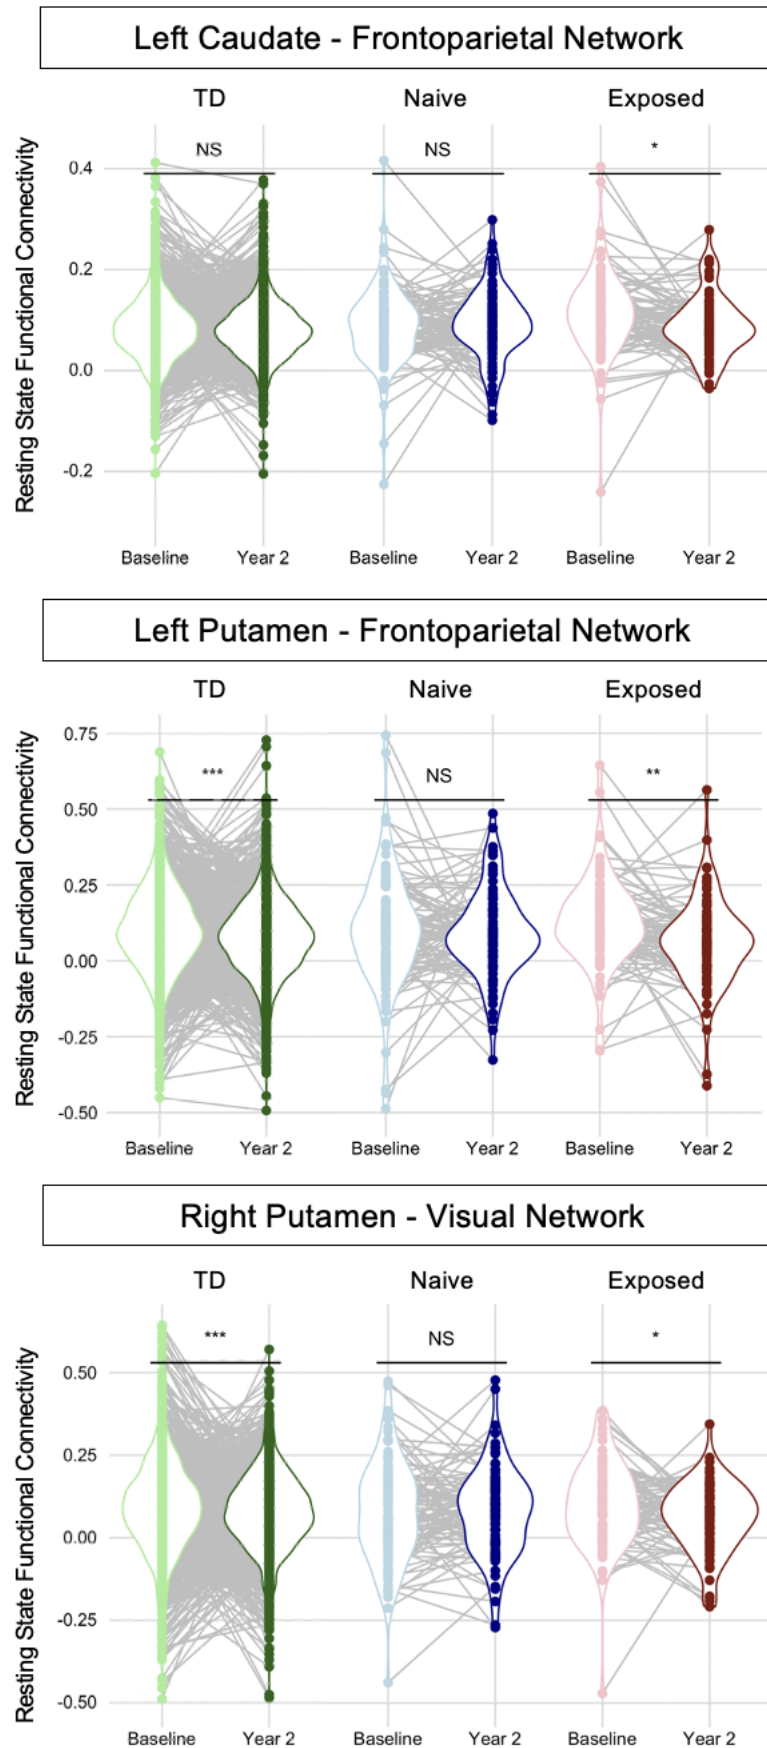 Left Caudate - Frontoparietal Network
TD Naive Exposed
NS NS *
Resting State Functional Connectivity
0.4
0.2
0.0
-0.2
Baseline Year 2 Baseline Year 2 Baseline Year 2
Left Putamen - Frontoparietal Network
TD Naive Exposed
Resting State Functional Connectivity
0.75
*** NS **
0.50
0.25
0.00
-0.25
-0.50
Baseline Year 2 Baseline Year 2 Baseline Year 2
Right Putamen - Visual Network
TD Naive Exposed
*** NS *
Resting State Functional Connectivity
0.50
0.25
0.00
-0.25
-0.50
Baseline Year 2 Baseline Year 2 Baseline Year 2